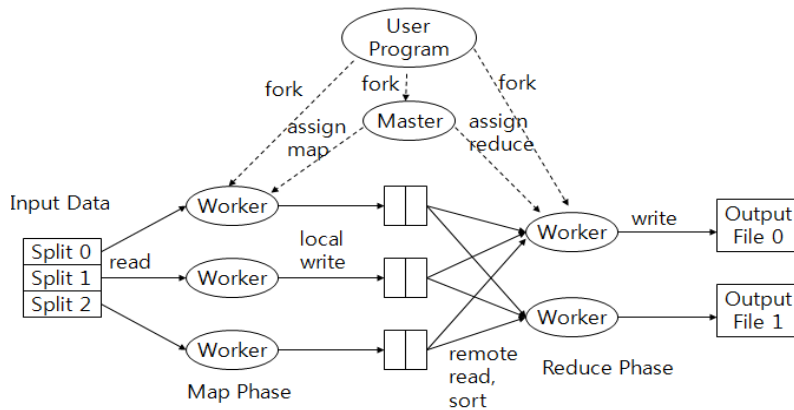 User
Program
fork
fork
fork
assign
map
Master
assign
reduce
Input Data
Worker
Worker
write
Output
File 0
Split 0
Split 1
Split 2
read
local
write
Worker
Worker
Output
File 1
Worker
remote
read,
sort
Map Phase
Reduce Phase